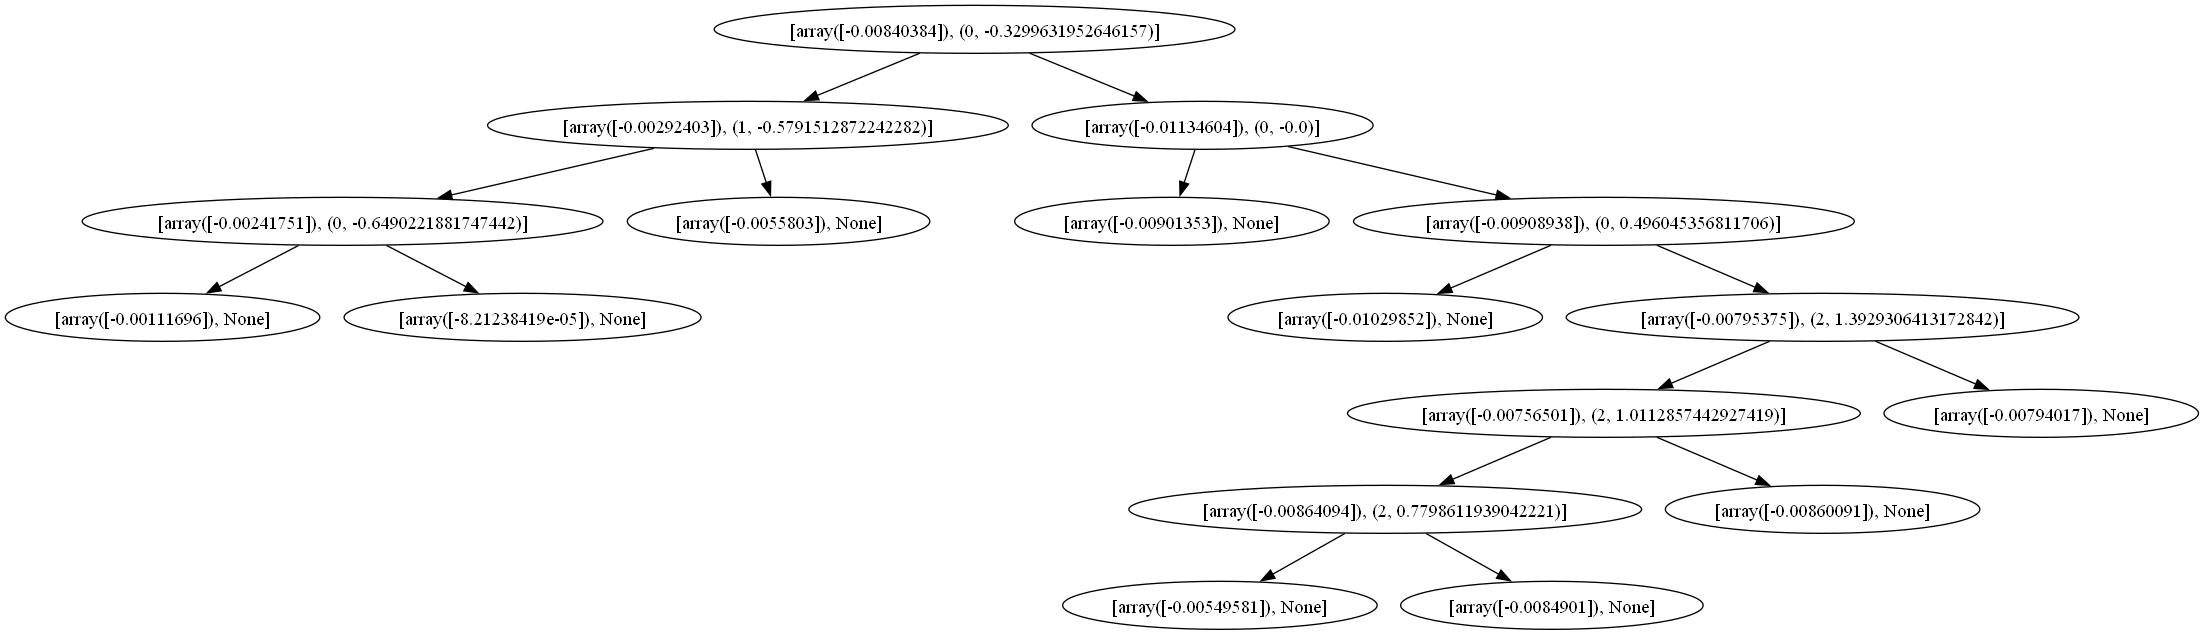 [array([-0.00840384]), (0, -0.3299631952646157)]
[array([-0.00292403]), (1, -0.5791512872242282)]
[array([-0.01134604]), (0, -0.0)]
[array([-0.00241751]), (0, -0.6490221881747442)]
[array([-0.0055803]), None]
[array([-0.00901353]), None]
[array([-0.00908938]), (0, 0.496045356811706)]
[array([-0.00111696]), None]
[array([-8.21238419e-05]), None]
[array([-0.01029852]), None]
[array([-0.00795375]), (2, 1.3929306413172842)]
[array([-0.00756501]), (2, 1.0112857442927419)]
[array([-0.00794017]), None]
[array([-0.00864094]), (2, 0.7798611939042221)]
[array([-0.00860091]), None]
[array([-0.00549581]), None]
[array([-0.0084901]), None]